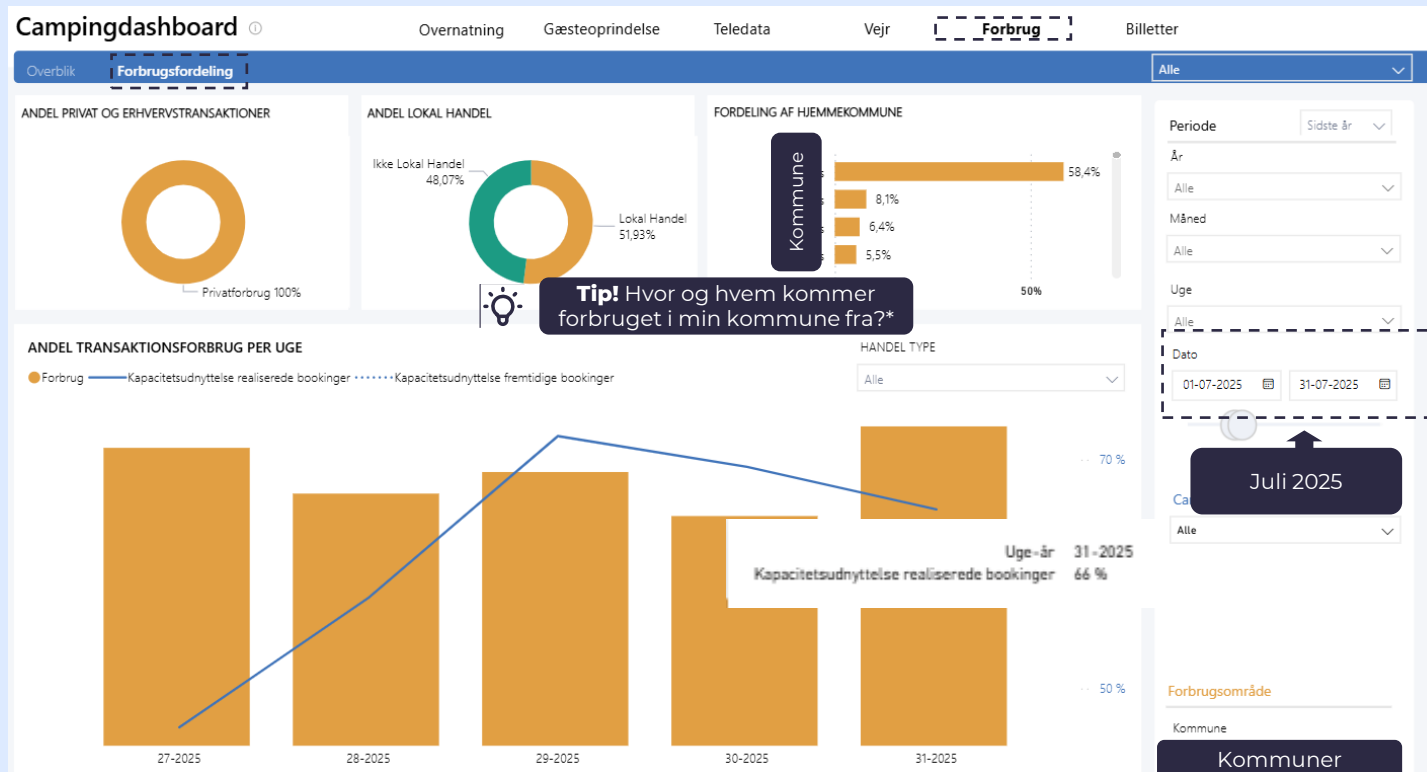 Campingdashboard
Overnatning
Gæsteoprindelse
Teledata
Vejr
Forbrug
Billetter
Overblik
Forbrugsfordeling
Alle
ANDEL PRIVAT OG ERHVERVSTRANSAKTIONER
Privatforbrug 100%
ANDEL LOKAL HANDEL
Ikke Lokal Handel
48,07%
Lokal Handel
51,93%
FORDELING AF HJEMMEKOMMUNE
Kommune
58,4%
8,1%
6,4%
5,5%
50%
Tip! Hvor og hvem kommer
forbruget i min kommune fra?*
ANDEL TRANSAKTIONSFORBRUG PER UGE
Forbrug
Kapacitetsudnyttelse realiserede bookinger
Kapacitetsudnyttelse fremtidige bookinger
HANDEL TYPE
Alle
70 %
50 %
Uge-år 31-2025
Kapacitetsudnyttelse realiserede bookinger 66 %
27-2025
28-2025
29-2025
30-2025
31-2025
Periode
Sidste år
År
Alle
Måned
Alle
Uge
Alle
Dato
01-07-2025
31-07-2025
Juli 2025
Alle
Forbrugsområde
Kommune
Kommuner